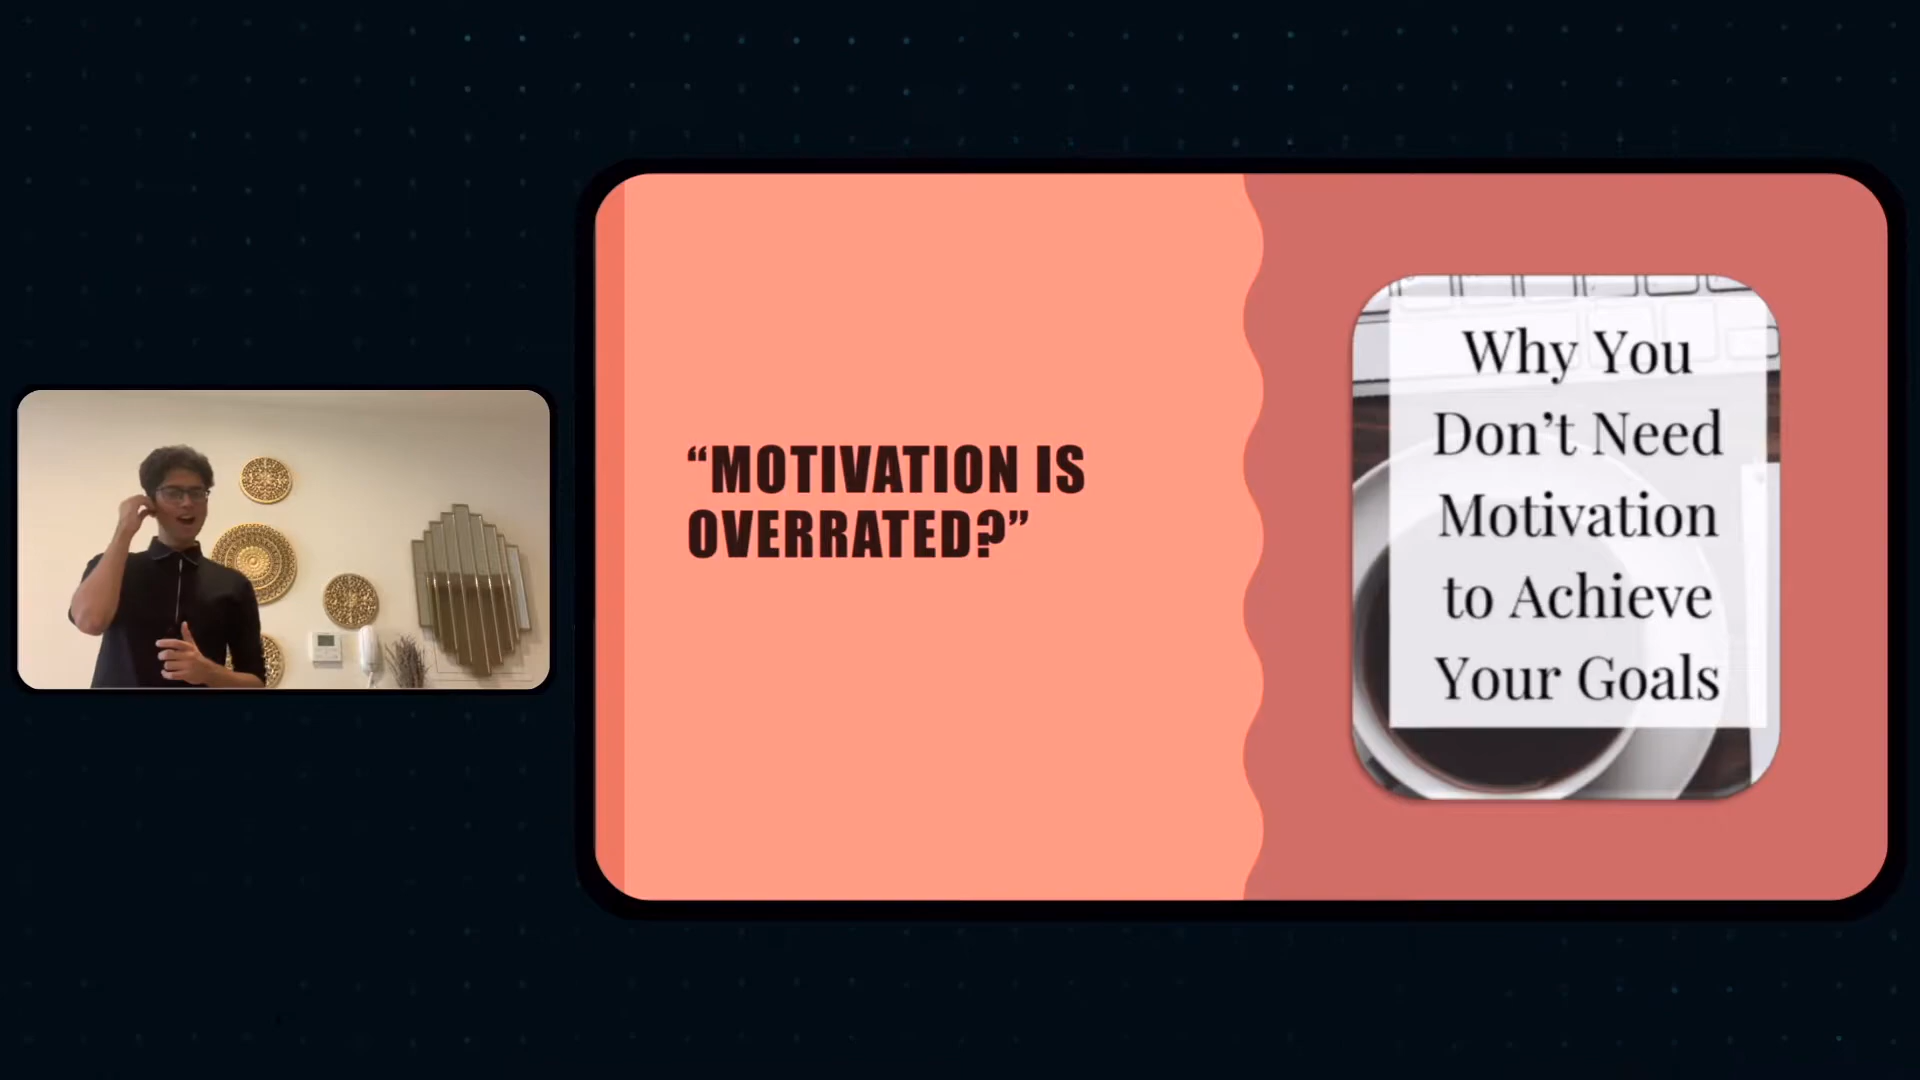 “MOTIVATION IS
OVERRATED?”
Why You
Don’t Need
Motivation
to Achieve
Your Goals